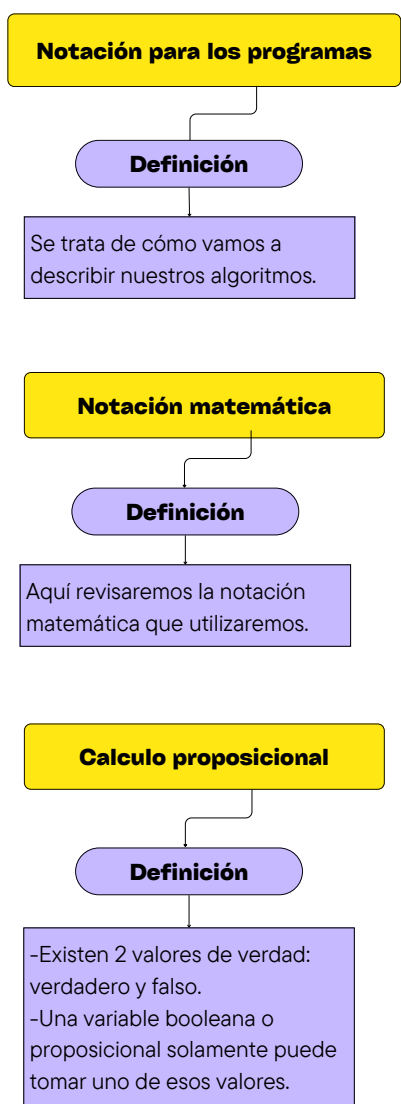 Notación para los programas
Definición
Se trata de cómo vamos a
describir nuestros algoritmos.
Notación matemática
Definición
Aquí revisaremos la notación
matemática que utilizaremos.
Calculo proposicional
Definición
-Existen 2 valores de verdad:
verdadero y falso.
-Una variable booleana o
proposicional solamente puede
tomar uno de esos valores.